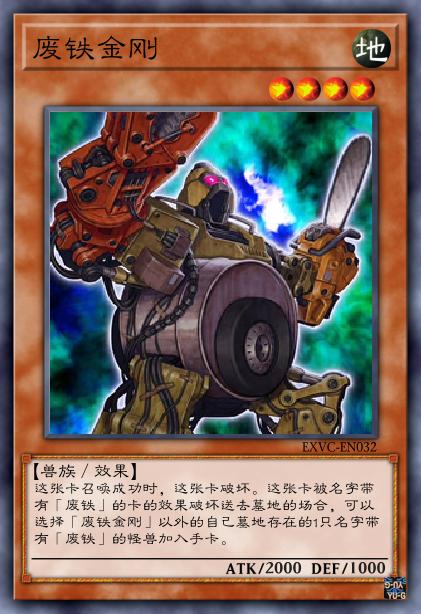 废铁金刚
地
EXVC-EN032
【兽族／效果】
这张卡召唤成功时，这张卡破坏。这张卡被名字带
有「废铁」的卡的效果破坏送去墓地的场合，可以
选择「废铁金刚」以外的自己墓地存在的1只名字带
有「废铁」的怪兽加入手卡。
ATK/2000 DEF/1000